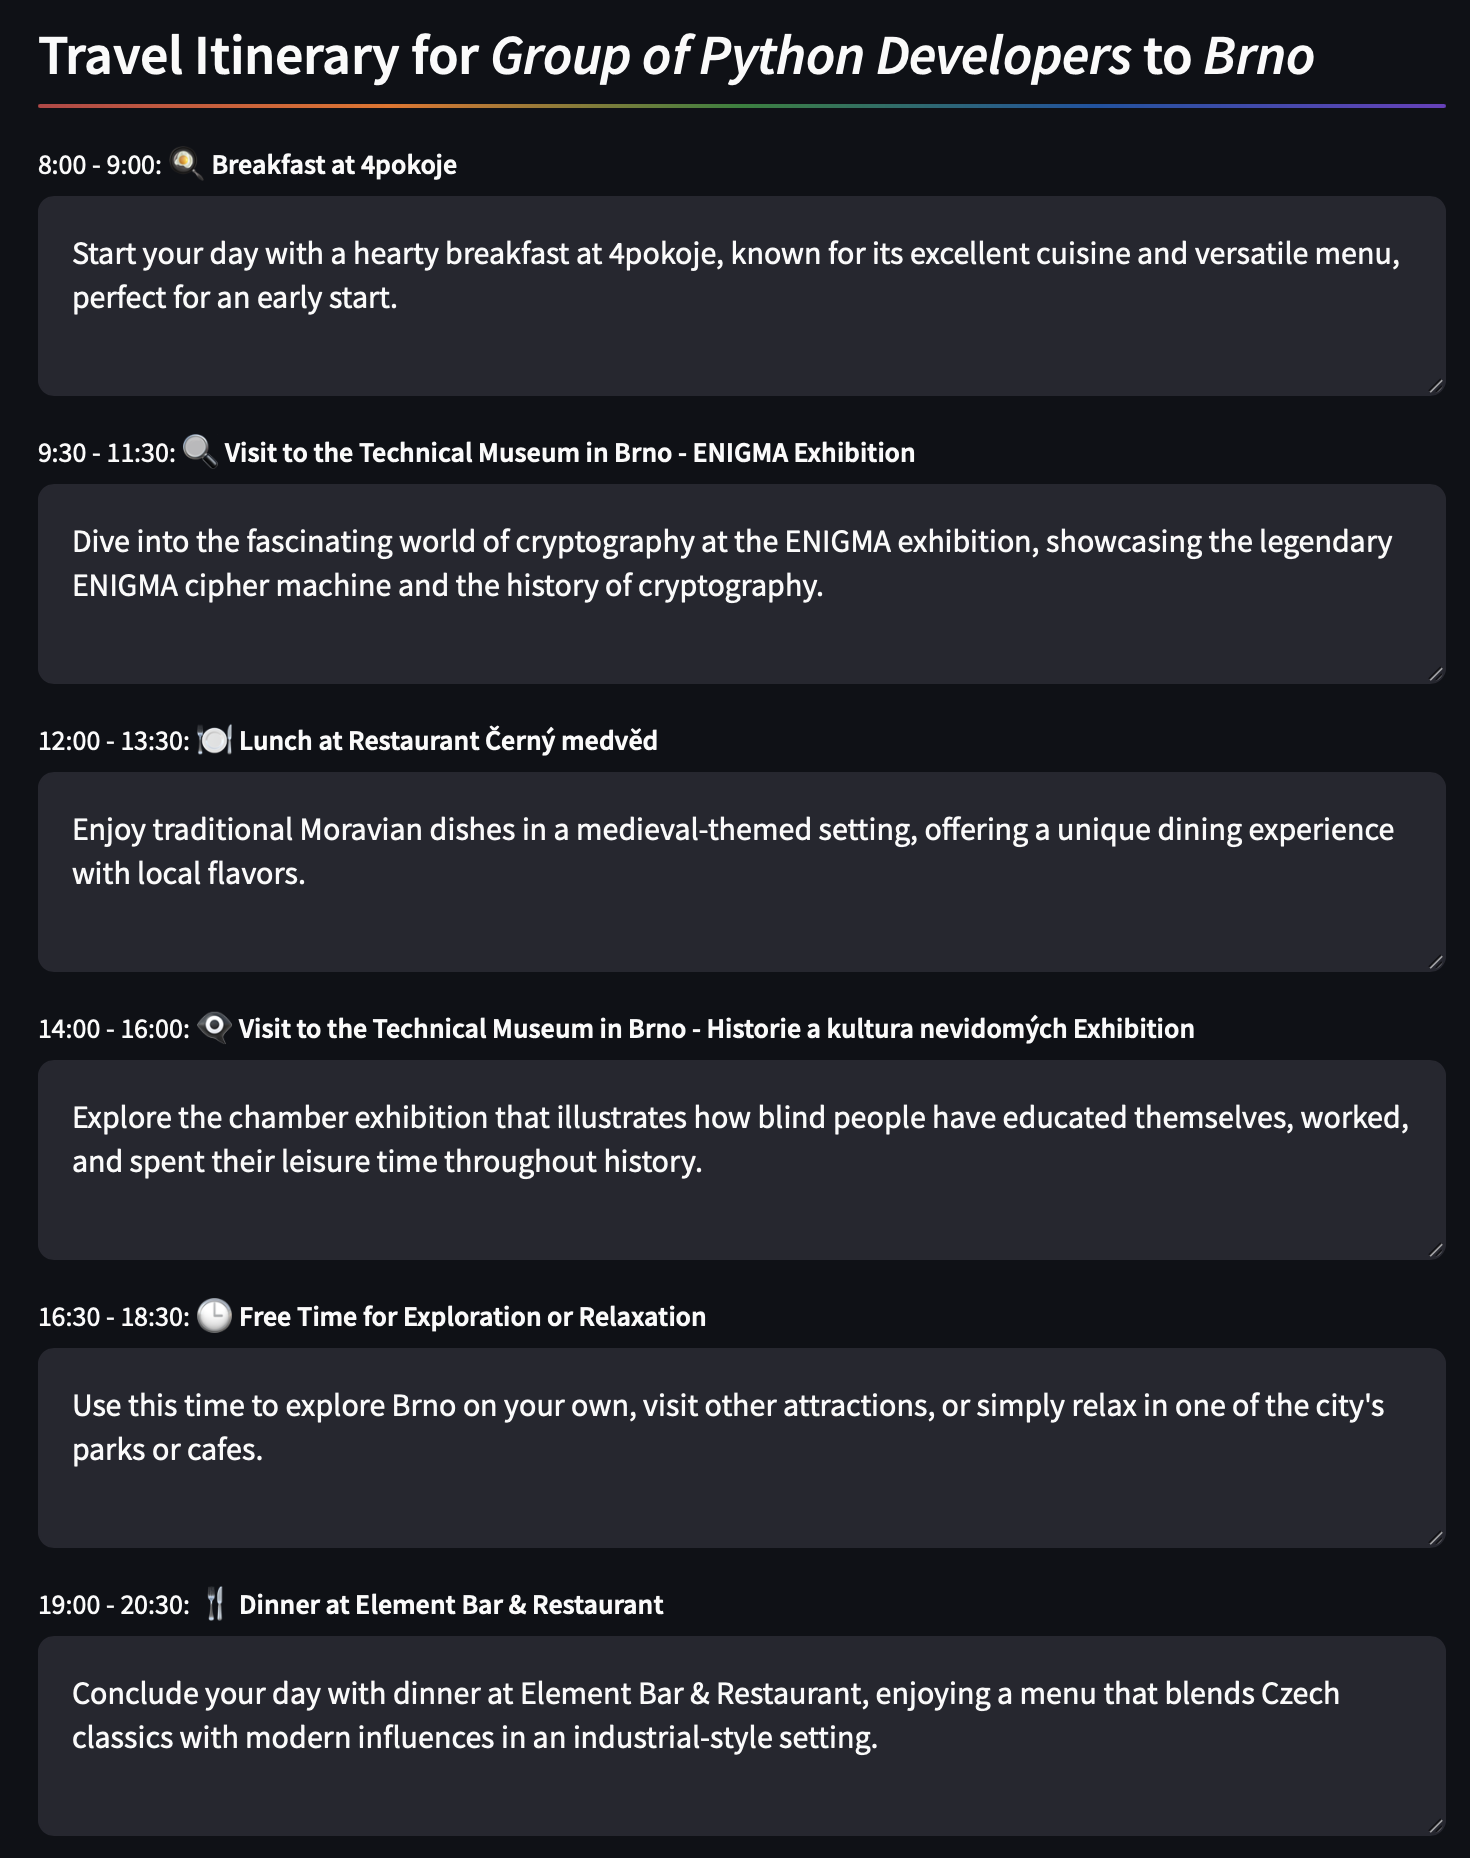 Travel Itinerary for Group of Python Developers to Brno
8:00 - 9:00: 🍳 Breakfast at 4pokoje
Start your day with a hearty breakfast at 4pokoje, known for its excellent cuisine and versatile menu,
perfect for an early start.
9:30 - 11:30: 🔍 Visit to the Technical Museum in Brno - ENIGMA Exhibition
Dive into the fascinating world of cryptography at the ENIGMA exhibition, showcasing the legendary
ENIGMA cipher machine and the history of cryptography.
12:00 - 13:30: 🍽️ Lunch at Restaurant Černý medvěd
Enjoy traditional Moravian dishes in a medieval-themed setting, offering a unique dining experience
with local flavors.
14:00 - 16:00: 👁️‍🗨️ Visit to the Technical Museum in Brno - Historie a kultura nevidomých Exhibition
Explore the chamber exhibition that illustrates how blind people have educated themselves, worked,
and spent their leisure time throughout history.
16:30 - 18:30: 🕒 Free Time for Exploration or Relaxation
Use this time to explore Brno on your own, visit other attractions, or simply relax in one of the city's
parks or cafes.
19:00 - 20:30: 🍴 Dinner at Element Bar & Restaurant
Conclude your day with dinner at Element Bar & Restaurant, enjoying a menu that blends Czech
classics with modern influences in an industrial-style setting.